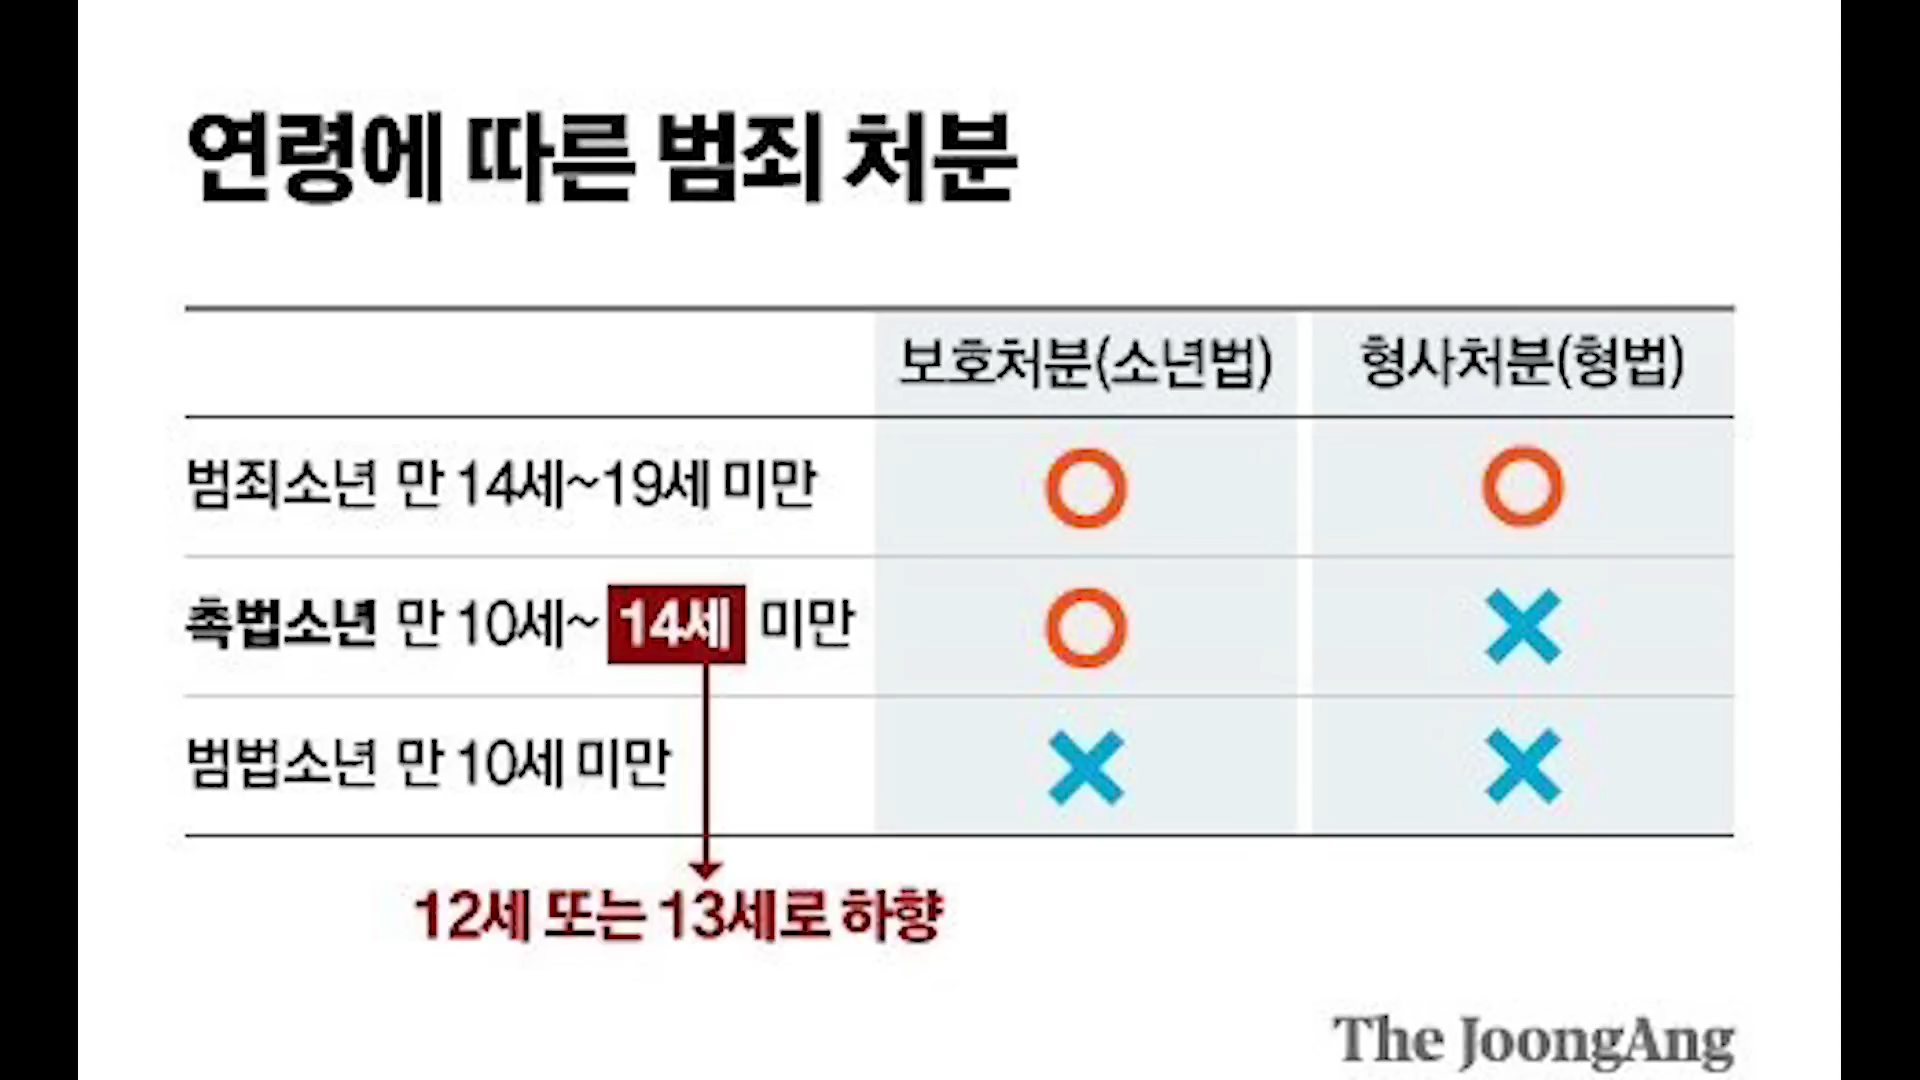 연령에 따른 범죄 처분
보호처분(소년법) 형사처분(형법)
범죄소년 만 14세~19세 미만
촉법소년 만 10세~ 14세 미만
범법소년 만 10세 미만
12세 또는 13세로 하향
The JoongAng